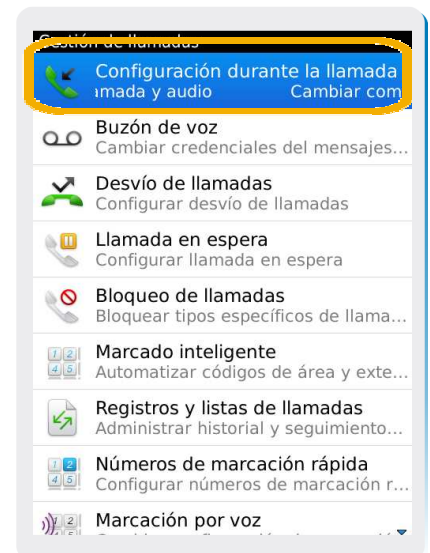 Gestión de llamadas
Configuración durante la llamada
amada y audio Cambiar com
Buzón de voz
Cambiar credenciales del mensajes...
Desvío de llamadas
Configurar desvío de llamadas
Llamada en espera
Configurar llamada en espera
Bloqueo de llamadas
Bloquear tipos específicos de llama...
Marcado inteligente
Automatizar códigos de área y exte...
Registros y listas de llamadas
Administrar historial y seguimiento...
Números de marcación rápida
Configurar números de marcación r...
Marcación por voz